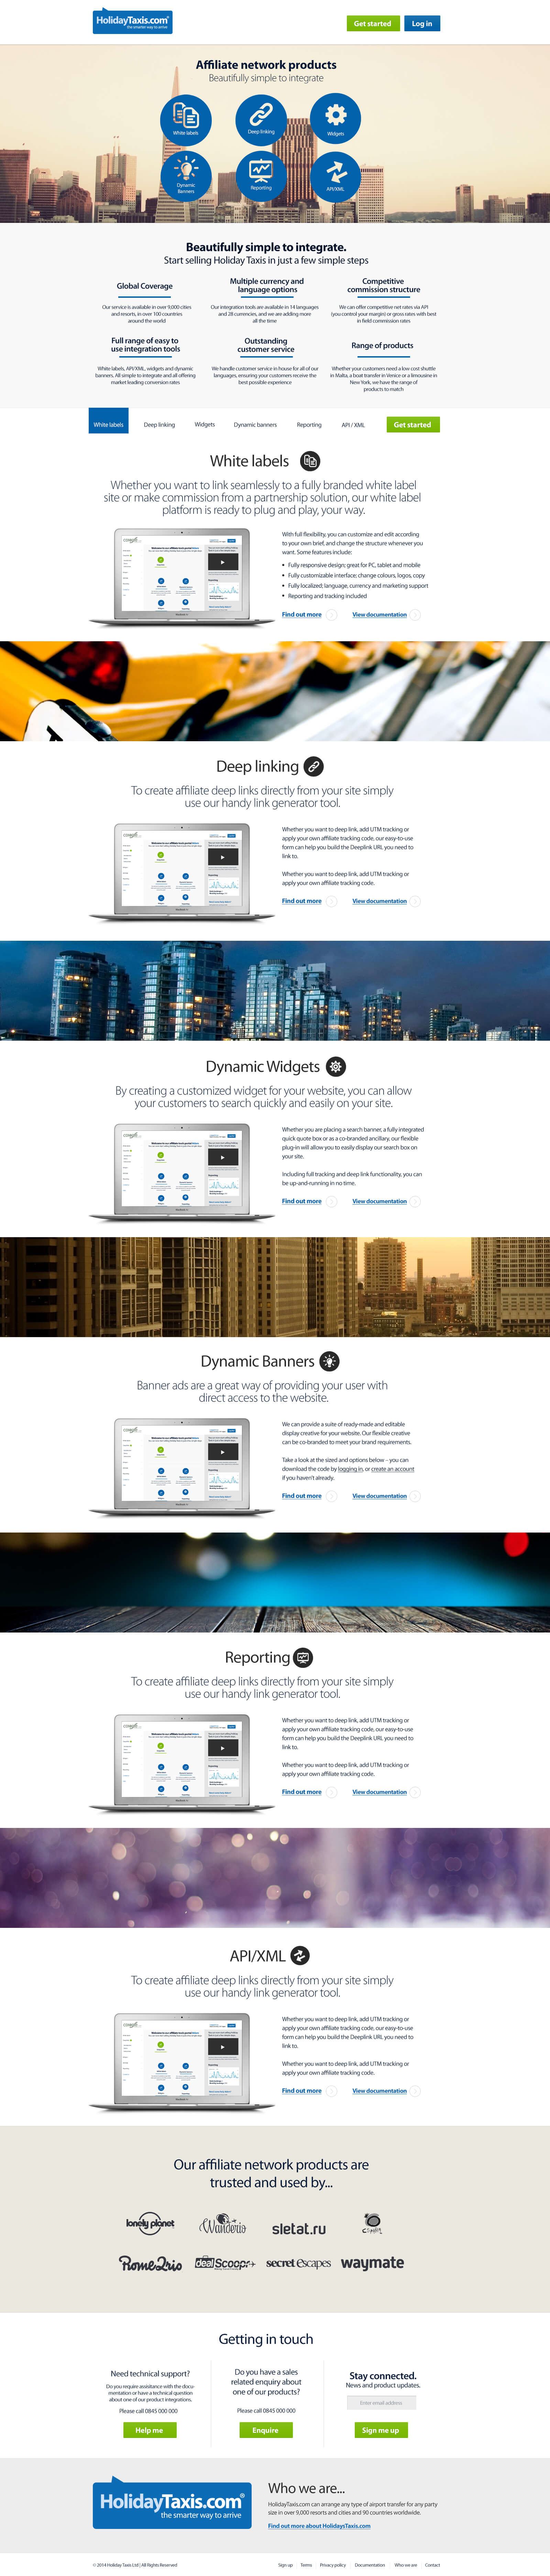 HolidayTaxis.com®
the smarter way to arrive
Get started
Log in
Affiliate network products
Beautifully simple to integrate
White labels
Deep linking
Widgets
Dynamic
Banners
Reporting
API/XML
Beautifully simple to integrate.
Start selling Holiday Taxis in just a few simple steps
Global Coverage
Our service is available in over 9,000 cities
and resorts, in over 100 countries
around the world
Multiple currency and
language options
Our integration tools are available in 14 languages
and 28 currencies, and we are adding more
all the time
Competitive
commission structure
We can offer competitive net rates via API
(you control your margin) or gross rates with best
in field commission rates
Full range of easy to
use integration tools
White labels, API/XML, widgets and dynamic
banners. All simple to integrate and all offering
market leading conversion rates
Outstanding
customer service
We handle customer service in house for all of our
languages, ensuring your customers receive the
best possible experience
Range of products
Whether your customers need a low cost shuttle
in Malta, a boat transfer in Venice or a limousine in
New York, we have the range of
products to match
White labels
Deep linking
Widgets
Dynamic banners
Reporting
API / XML
Get started
White labels
Whether you want to link seamlessly to a fully branded white label
site or make commission from a partnership solution, our white label
platform is ready to plug and play, your way.
With full flexibility, you can customize and edit according
to your own brief, and change the structure whenever you
want. Some features include:
• Fully responsive design; great for PC, tablet and mobile
• Fully customizable interface; change colours, logos, copy
• Fully localized; language, currency and marketing support
• Reporting and tracking included
Find out more
View documentation
Deep linking
To create affiliate deep links directly from your site simply
use our handy link generator tool.
Whether you want to deep link, add UTM tracking or
apply your own affiliate tracking code, our easy-to-use
form can help you build the Deeplink URL you need to
link to.
Whether you want to deep link, add UTM tracking or
apply your own affiliate tracking code.
Find out more
View documentation
Dynamic Widgets
By creating a customized widget for your website, you can allow
your customers to search quickly and easily on your site.
Whether you are placing a search banner, a fully integrated
quick quote box or as a co-branded ancillary, our flexible
plug-in will allow you to easily display our search box on
your site.
Including full tracking and deep link functionality, you can
be up-and-running in no time.
Find out more
View documentation
Dynamic Banners
Banner ads are a great way of providing your user with
direct access to the website.
We can provide a suite of ready-made and editable
display creative for your website. Our flexible creative
can be co-branded to meet your brand requirements.
Take a look at the sized and options below – you can
download the code by logging in, or create an account
if you haven't already.
Find out more
View documentation
Reporting
To create affiliate deep links directly from your site simply
use our handy link generator tool.
Whether you want to deep link, add UTM tracking or
apply your own affiliate tracking code, our easy-to-use
form can help you build the Deeplink URL you need to
link to.
Whether you want to deep link, add UTM tracking or
apply your own affiliate tracking code.
Find out more
View documentation
API/XML
To create affiliate deep links directly from your site simply
use our handy link generator tool.
Whether you want to deep link, add UTM tracking or
apply your own affiliate tracking code, our easy-to-use
form can help you build the Deeplink URL you need to
link to.
Whether you want to deep link, add UTM tracking or
apply your own affiliate tracking code.
Find out more
View documentation
Our affiliate network products are
trusted and used by...
lonely planet
Wanderio
sletat.ru
Rome2rio
dealScoopr
secret escapes
waymate
Getting in touch
Need technical support?
Do you require assistance with the docu-
mentation or have a technical question
about one of our product integrations.
Please call 0845 000 000
Help me
Do you have a sales
related enquiry about
one of our products?
Please call 0845 000 000
Enquire
Stay connected.
News and product updates.
Enter email address
Sign me up
HolidayTaxis.com®
the smarter way to arrive
Who we are...
HolidayTaxis.com can arrange any type of airport transfer for any party
size in over 9,000 resorts and cities and 90 countries worldwide.
Find out more about HolidaysTaxis.com
© 2014 Holiday Taxis Ltd | All Rights Reserved
Sign up
Terms
Privacy policy
Documentation
Who we are
Contact